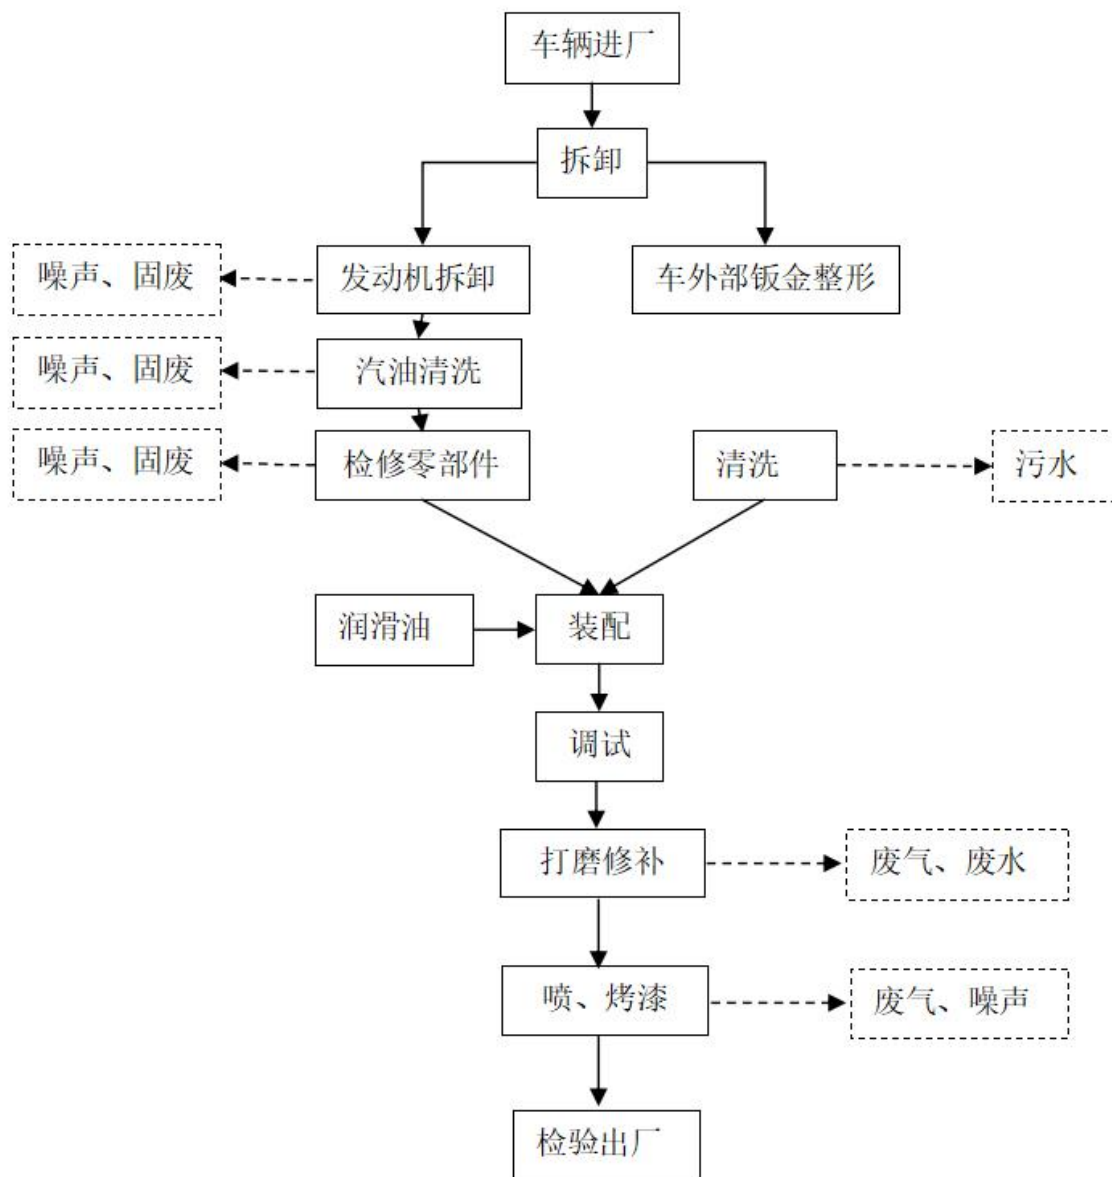 车辆进厂
拆卸
噪声、固废
发动机拆卸
车外部钣金整形
噪声、固废
汽油清洗
噪声、固废
检修零部件
清洗
污水
润滑油
装配
调试
打磨修补
废气、废水
喷、烤漆
废气、噪声
检验出厂